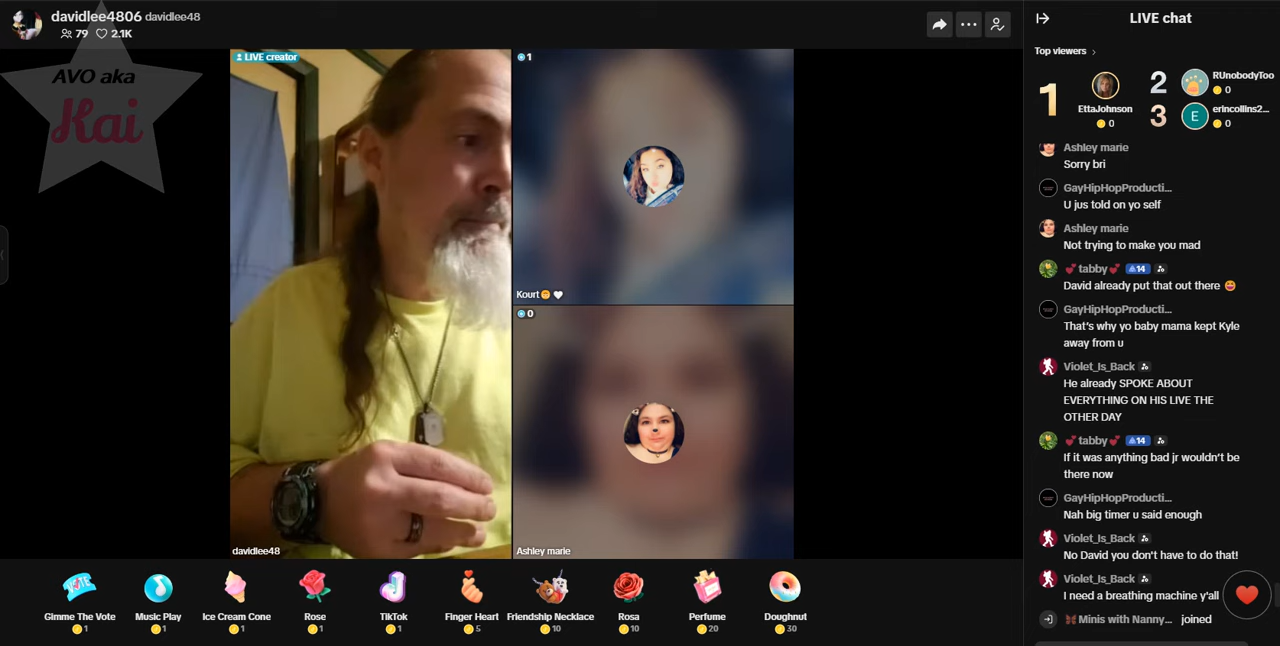 davidlee4806 davidlee48
79 2.1K
AVO aka
Kai
LIVE creator
1
Kourt
0
davidlee48
Ashley marie
Gimme The Vote
1
Music Play
1
Ice Cream Cone
1
Rose
1
TikTok
1
Finger Heart
5
Friendship Necklace
10
Rosa
10
Perfume
20
Doughnut
30
LIVE chat
Top viewers
1
EttaJohnson
0
2
RUnobodyToo
0
3
E
erincollins2...
0
Ashley marie
Sorry bri
GayHipHopProducti...
U jus told on yo self
Ashley marie
Not trying to make you mad
tabby 14
David already put that out there
GayHipHopProducti...
That's why yo baby mama kept Kyle
away from u
Violet_Is_Back
He already SPOKE ABOUT
EVERYTHING ON HIS LIVE THE
OTHER DAY
tabby 14
If it was anything bad jr wouldn't be
there now
GayHipHopProducti...
Nah big timer u said enough
Violet_Is_Back
No David you don't have to do that!
Violet_Is_Back
I need a breathing machine y'all
Minis with Nanny... joined